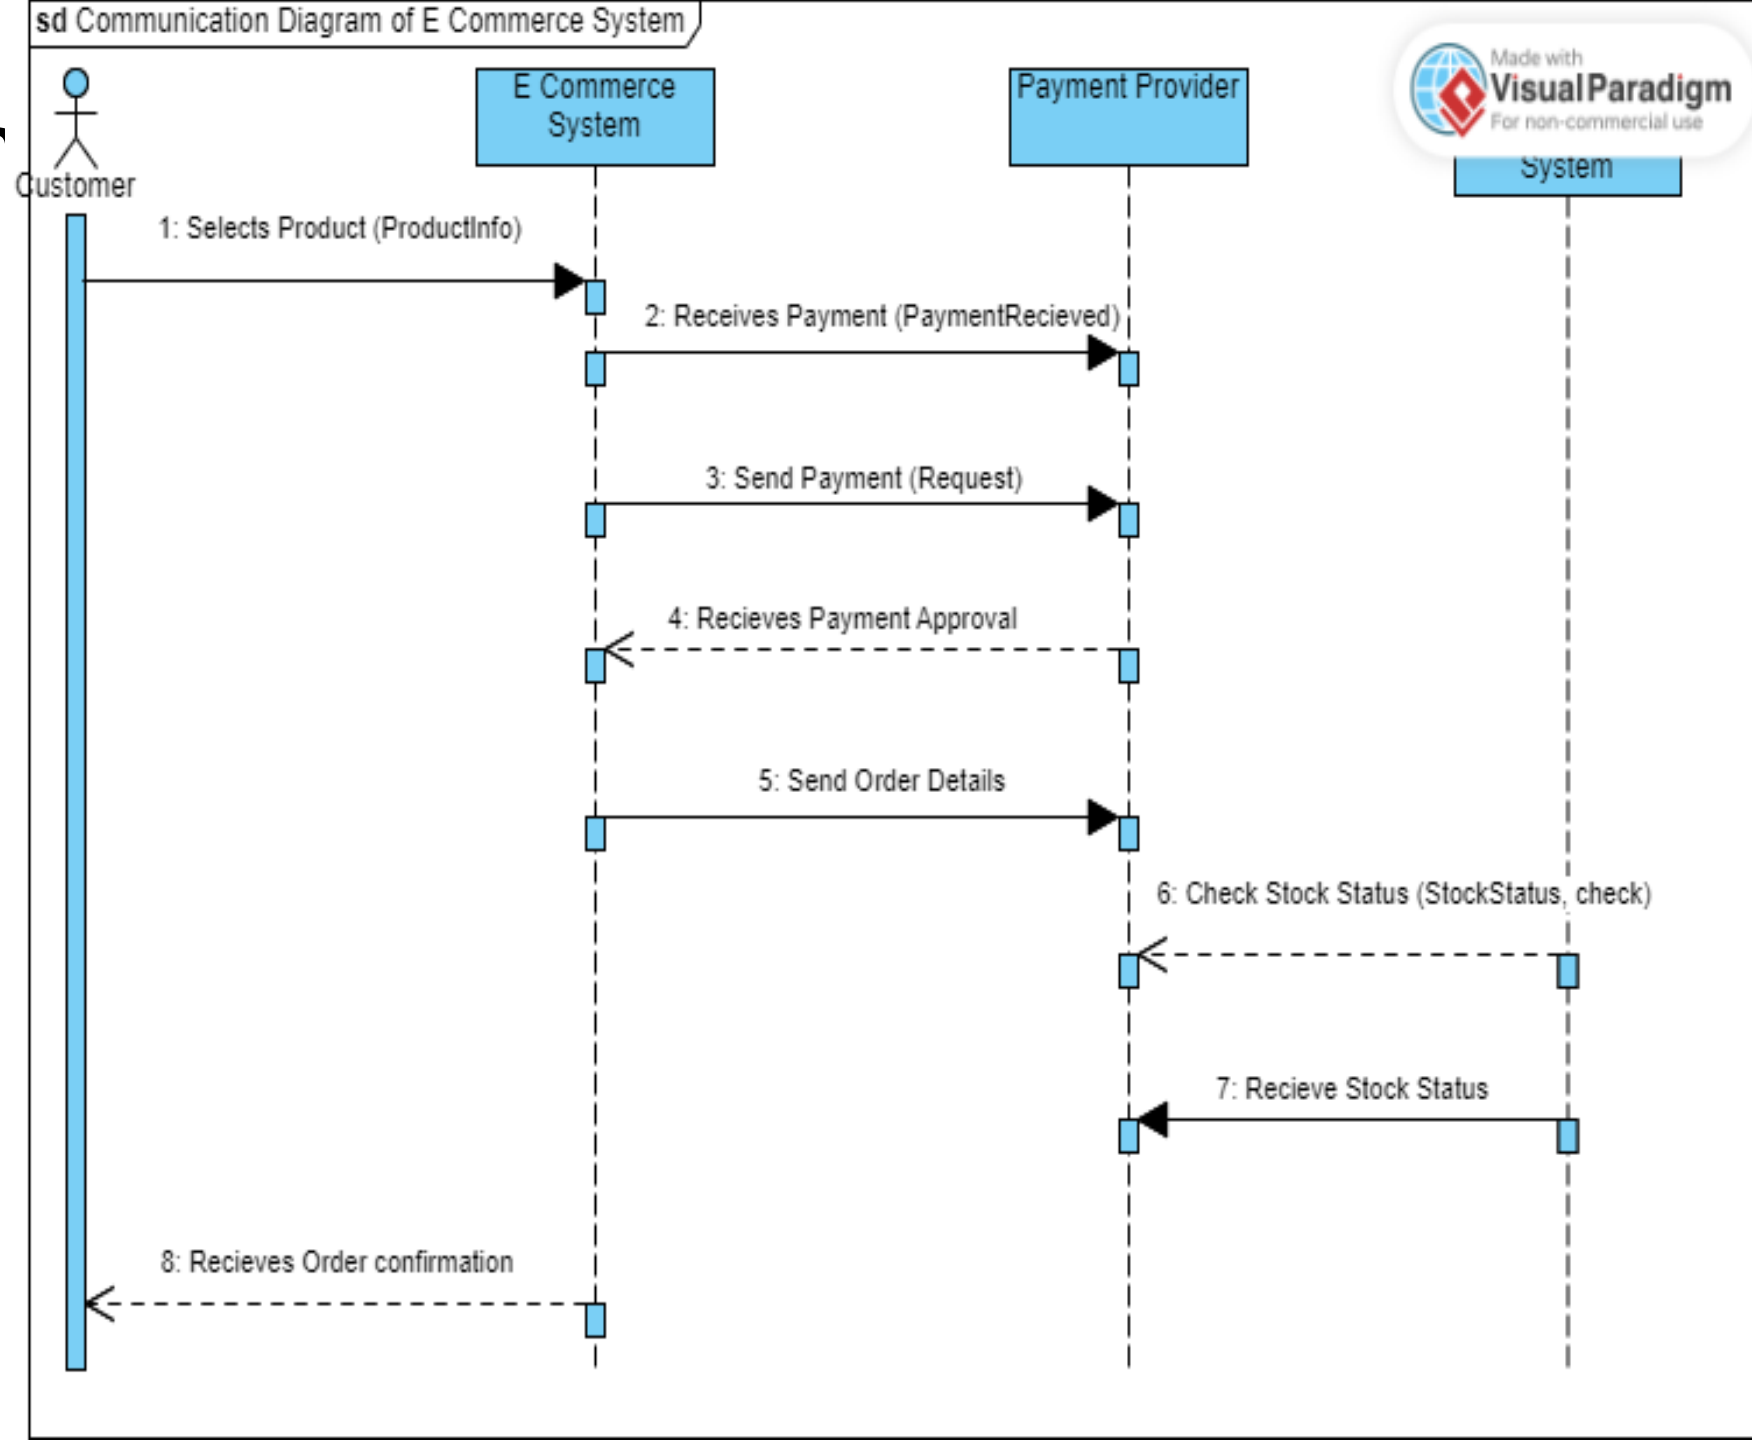 sd Communication Diagram of E Commerce System
Made with
Visual Paradigm
For non-commercial use
E Commerce
System
Payment Provider
System
Customer
1: Selects Product (ProductInfo)
2: Receives Payment (PaymentRecieved)
3: Send Payment (Request)
4: Recieves Payment Approval
5: Send Order Details
6: Check Stock Status (StockStatus, check)
7: Recieve Stock Status
8: Recieves Order confirmation